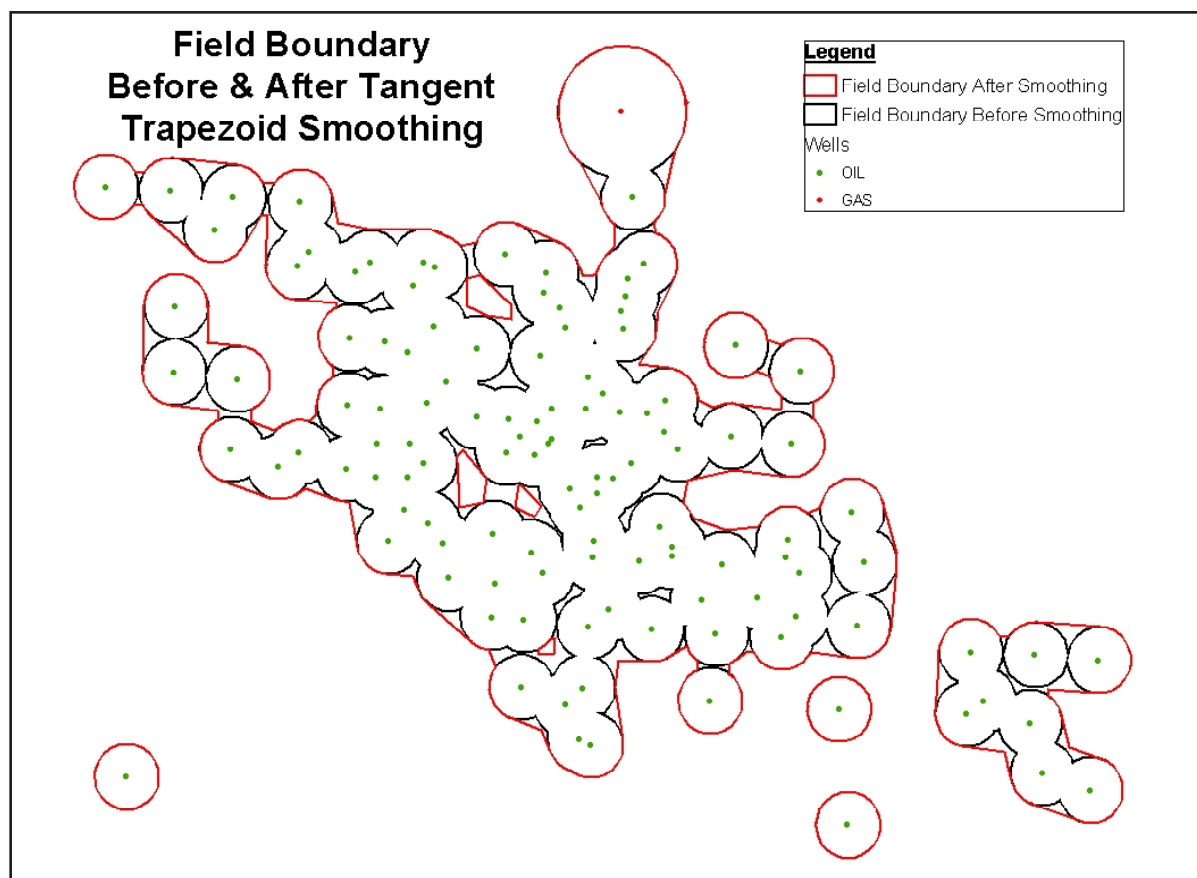 Field Boundary
Before & After Tangent
Trapezoid Smoothing
Legend
Field Boundary After Smoothing
Field Boundary Before Smoothing
Wells
OIL
GAS